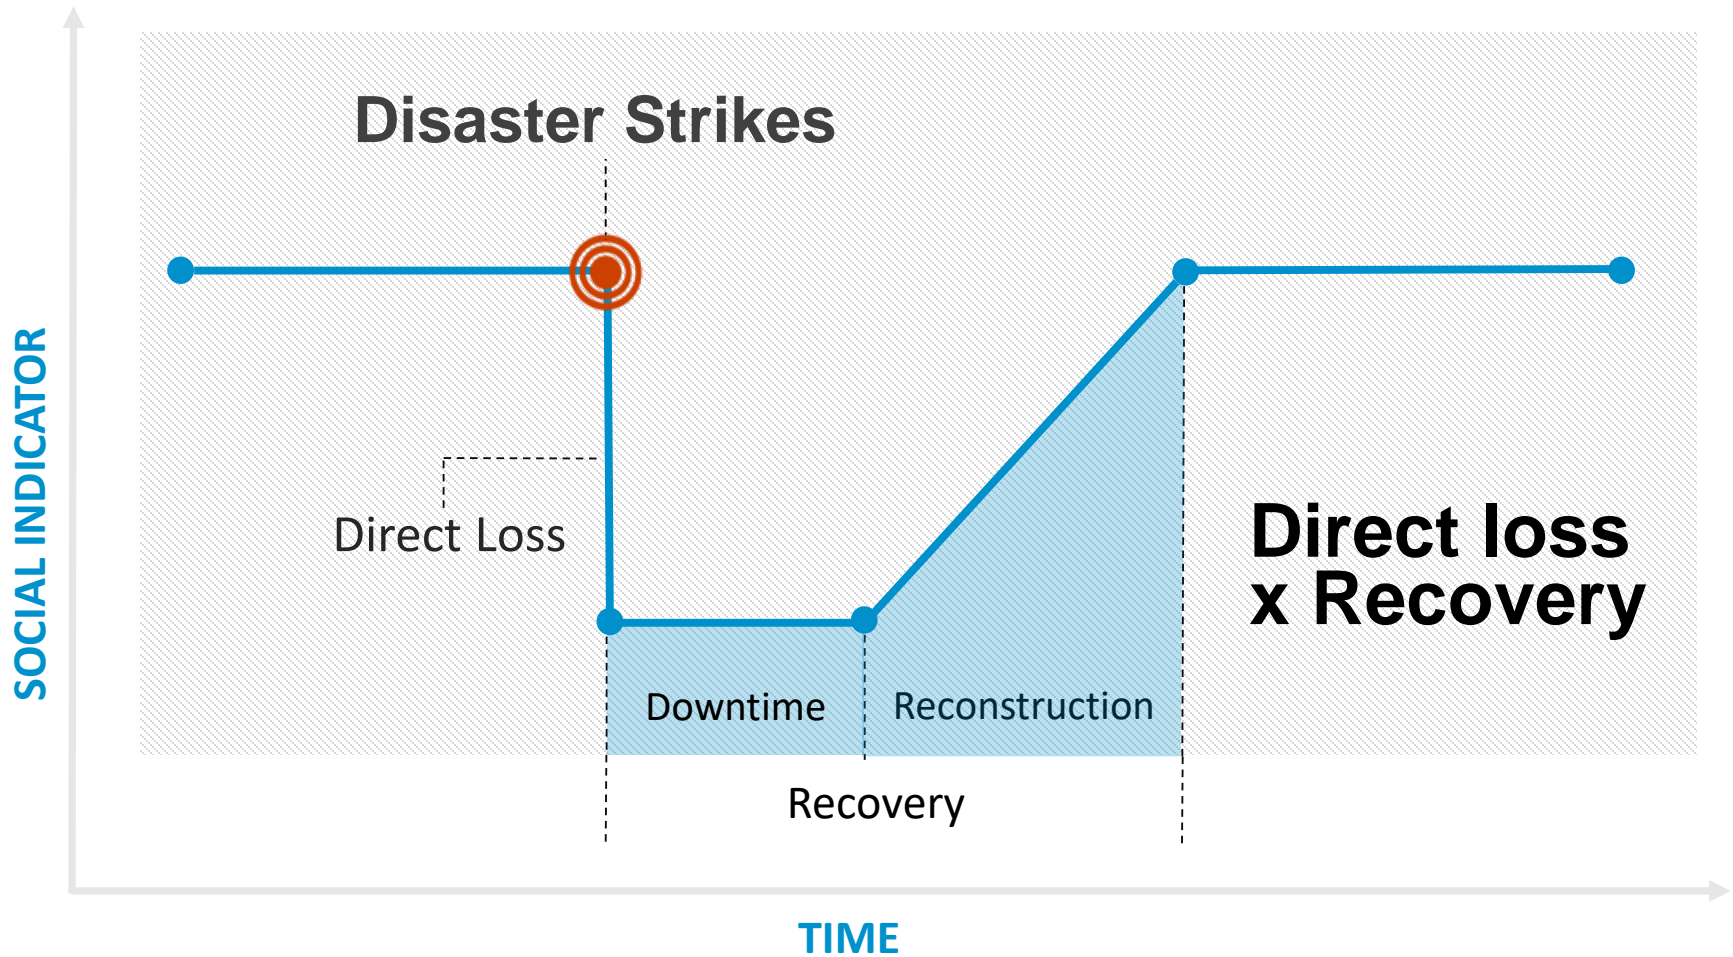 Disaster Strikes
SOCIAL INDICATOR
Direct Loss
Direct loss
x Recovery
Downtime
Reconstruction
Recovery
TIME